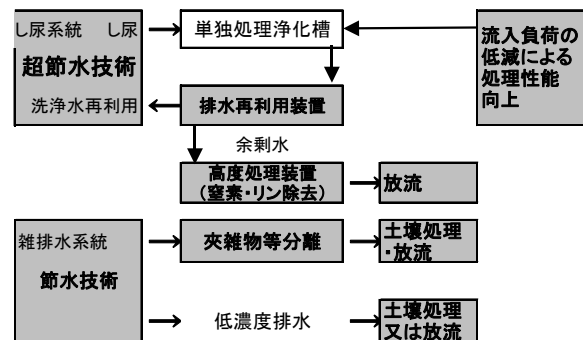 し尿系統 し尿
超節水技術
洗浄水再利用
単独処理浄化槽
流入負荷の
低減による
処理性能
向上
排水再利用装置
余剰水
高度処理装置
(窒素・リン除去)
放流
雑排水系統
節水技術
夾雑物等分離
土壌処理
・放流
低濃度排水
土壌処理
又は放流